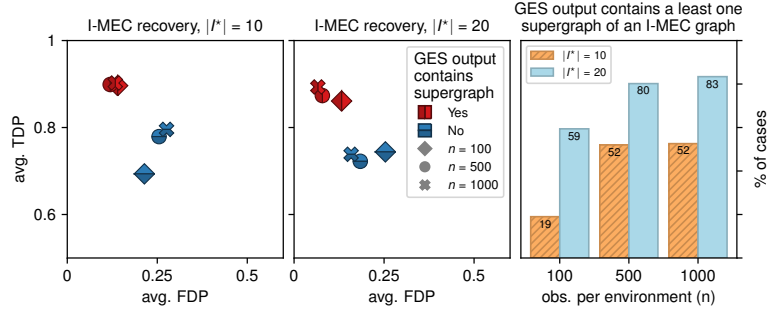 I-MEC recovery, |I*| = 10
1
0.8
0.6
avg. TDP
0
0.25
0.5
avg. FDP
I-MEC recovery, |I*| = 20
0
0.25
0.5
avg. FDP
GES output
contains
supergraph
Yes
No
n = 100
n = 500
n = 1000
GES output contains a least one
supergraph of an I-MEC graph
|I*| = 10
|I*| = 20
19
59
52
80
52
83
100
500
1000
obs. per environment (n)
% of cases